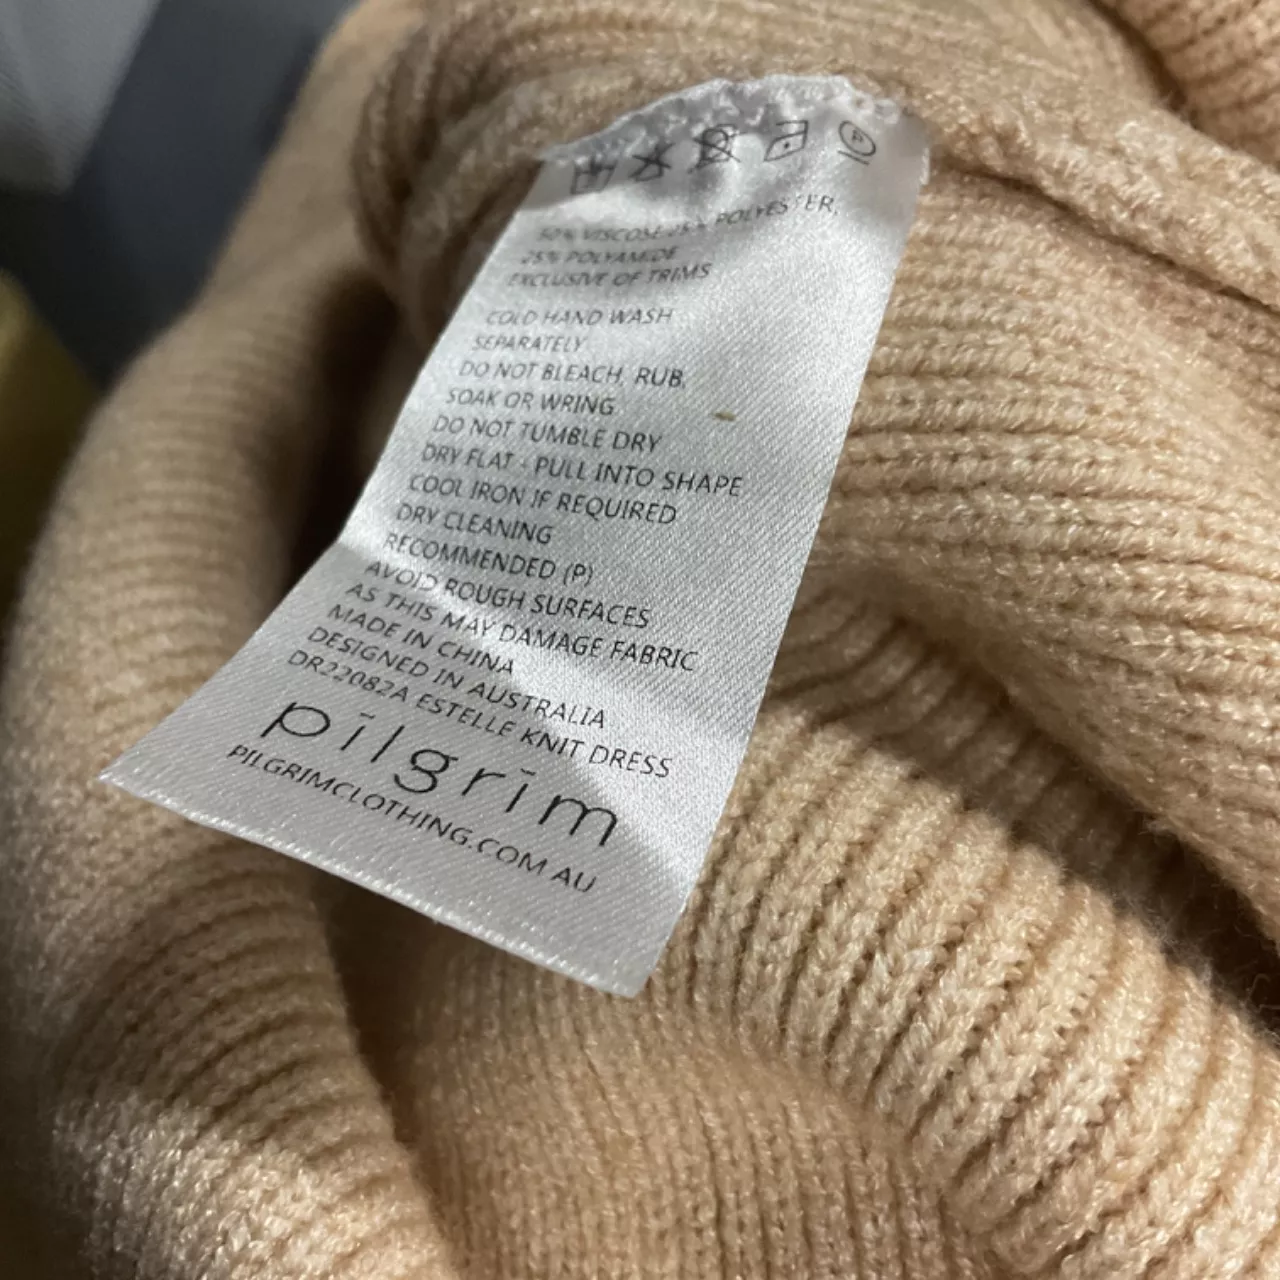 P
50% VISCOSE 25% POLYESTER,
25% POLYAMIDE
EXCLUSIVE OF TRIMS
COLD HAND WASH
SEPARATELY
DO NOT BLEACH, RUB,
SOAK OR WRING
DO NOT TUMBLE DRY
DRY FLAT - PULL INTO SHAPE
COOL IRON IF REQUIRED
DRY CLEANING
RECOMMENDED (P)
AVOID ROUGH SURFACES
AS THIS MAY DAMAGE FABRIC
MADE IN CHINA
DESIGNED IN AUSTRALIA
DR22082A ESTELLE KNIT DRESS
pīlgrīm
PILGRIMCLOTHING.COM.AU